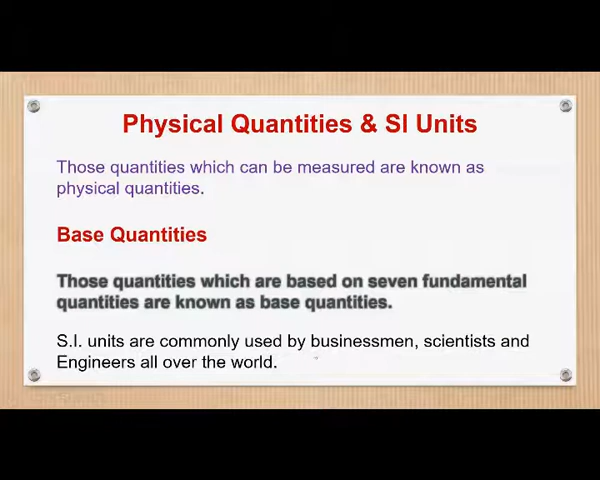 Physical Quantities & SI Units
Those quantities which can be measured are known as
physical quantities.
Base Quantities
Those quantities which are based on seven fundamental
quantities are known as base quantities.
S.I. units are commonly used by businessmen, scientists and
Engineers all over the world.